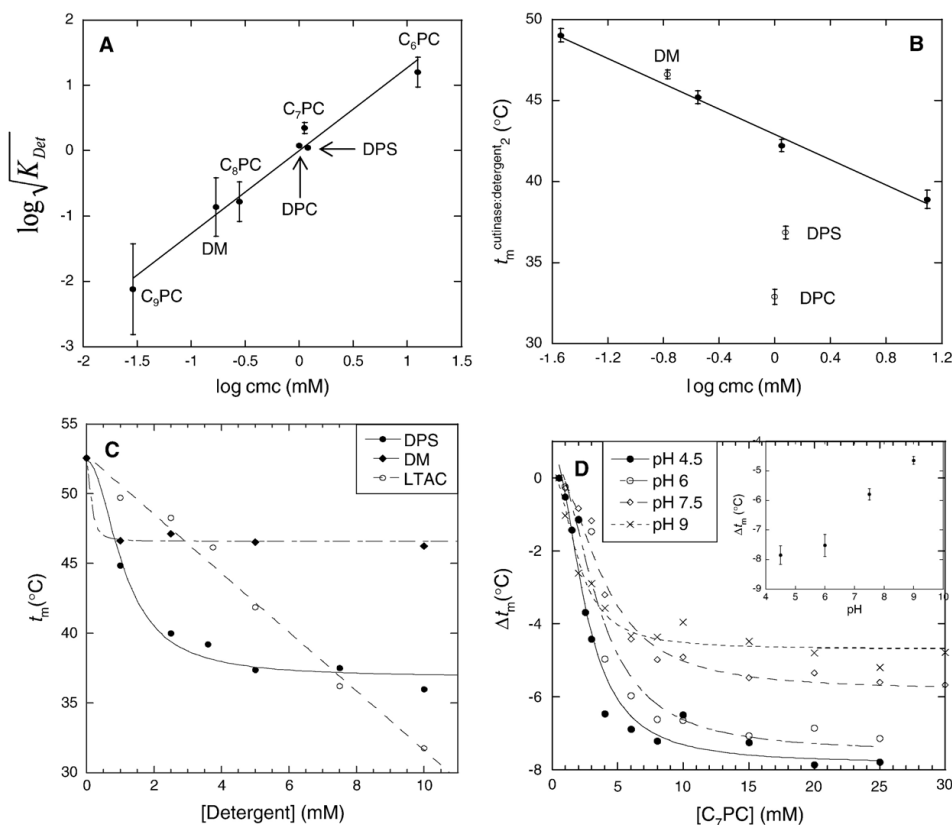 A
2
1
0
-1
-2
-3
-2
-1.5
-1
-0.5
0
0.5
1
1.5
log cmc (mM)
log √K_Det
C₆PC
C₇PC
DPS
C₈PC
DPC
DM
C₉PC
B
50
45
40
35
30
-1.6
-0.8
-0.4
0
0.4
0.8
1.2
log cmc (mM)
t_m^cutinase:detergent₂ (°C)
DM
DPS
DPC
C
55
50
45
40
35
30
0
2
4
6
8
10
[Detergent] (mM)
t_m(°C)
DPS
DM
LTAC
D
0
-2
-4
-6
-8
0
5
10
15
20
25
30
[C₇PC] (mM)
Δt_m(°C)
pH 4.5
pH 6
pH 7.5
pH 9
-4
-5
-6
-7
-8
-9
4
5
6
7
8
9
10
pH
Δt_m (°C)